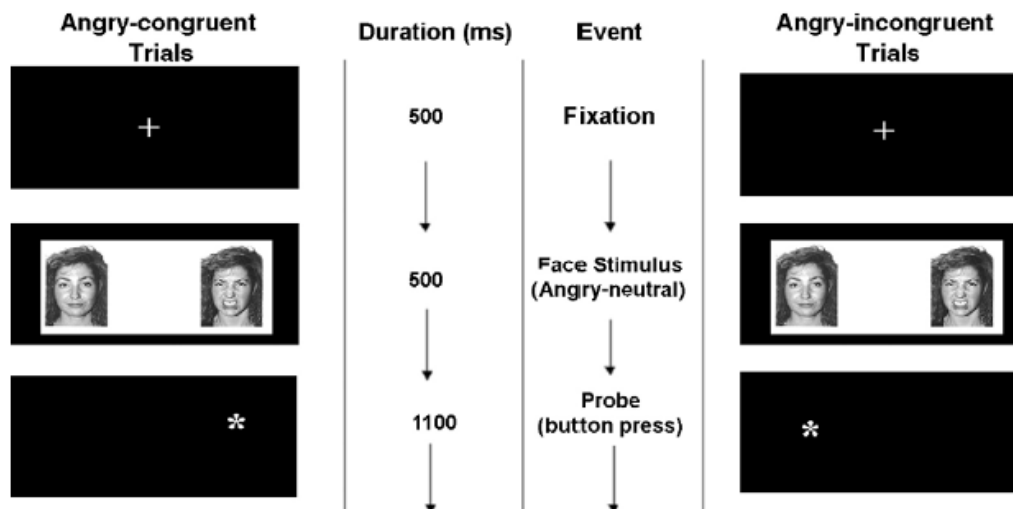 Angry-congruent
Trials
Duration (ms)
Event
Angry-incongruent
Trials
500
Fixation
500
Face Stimulus
(Angry-neutral)
1100
Probe
(button press)
*
*